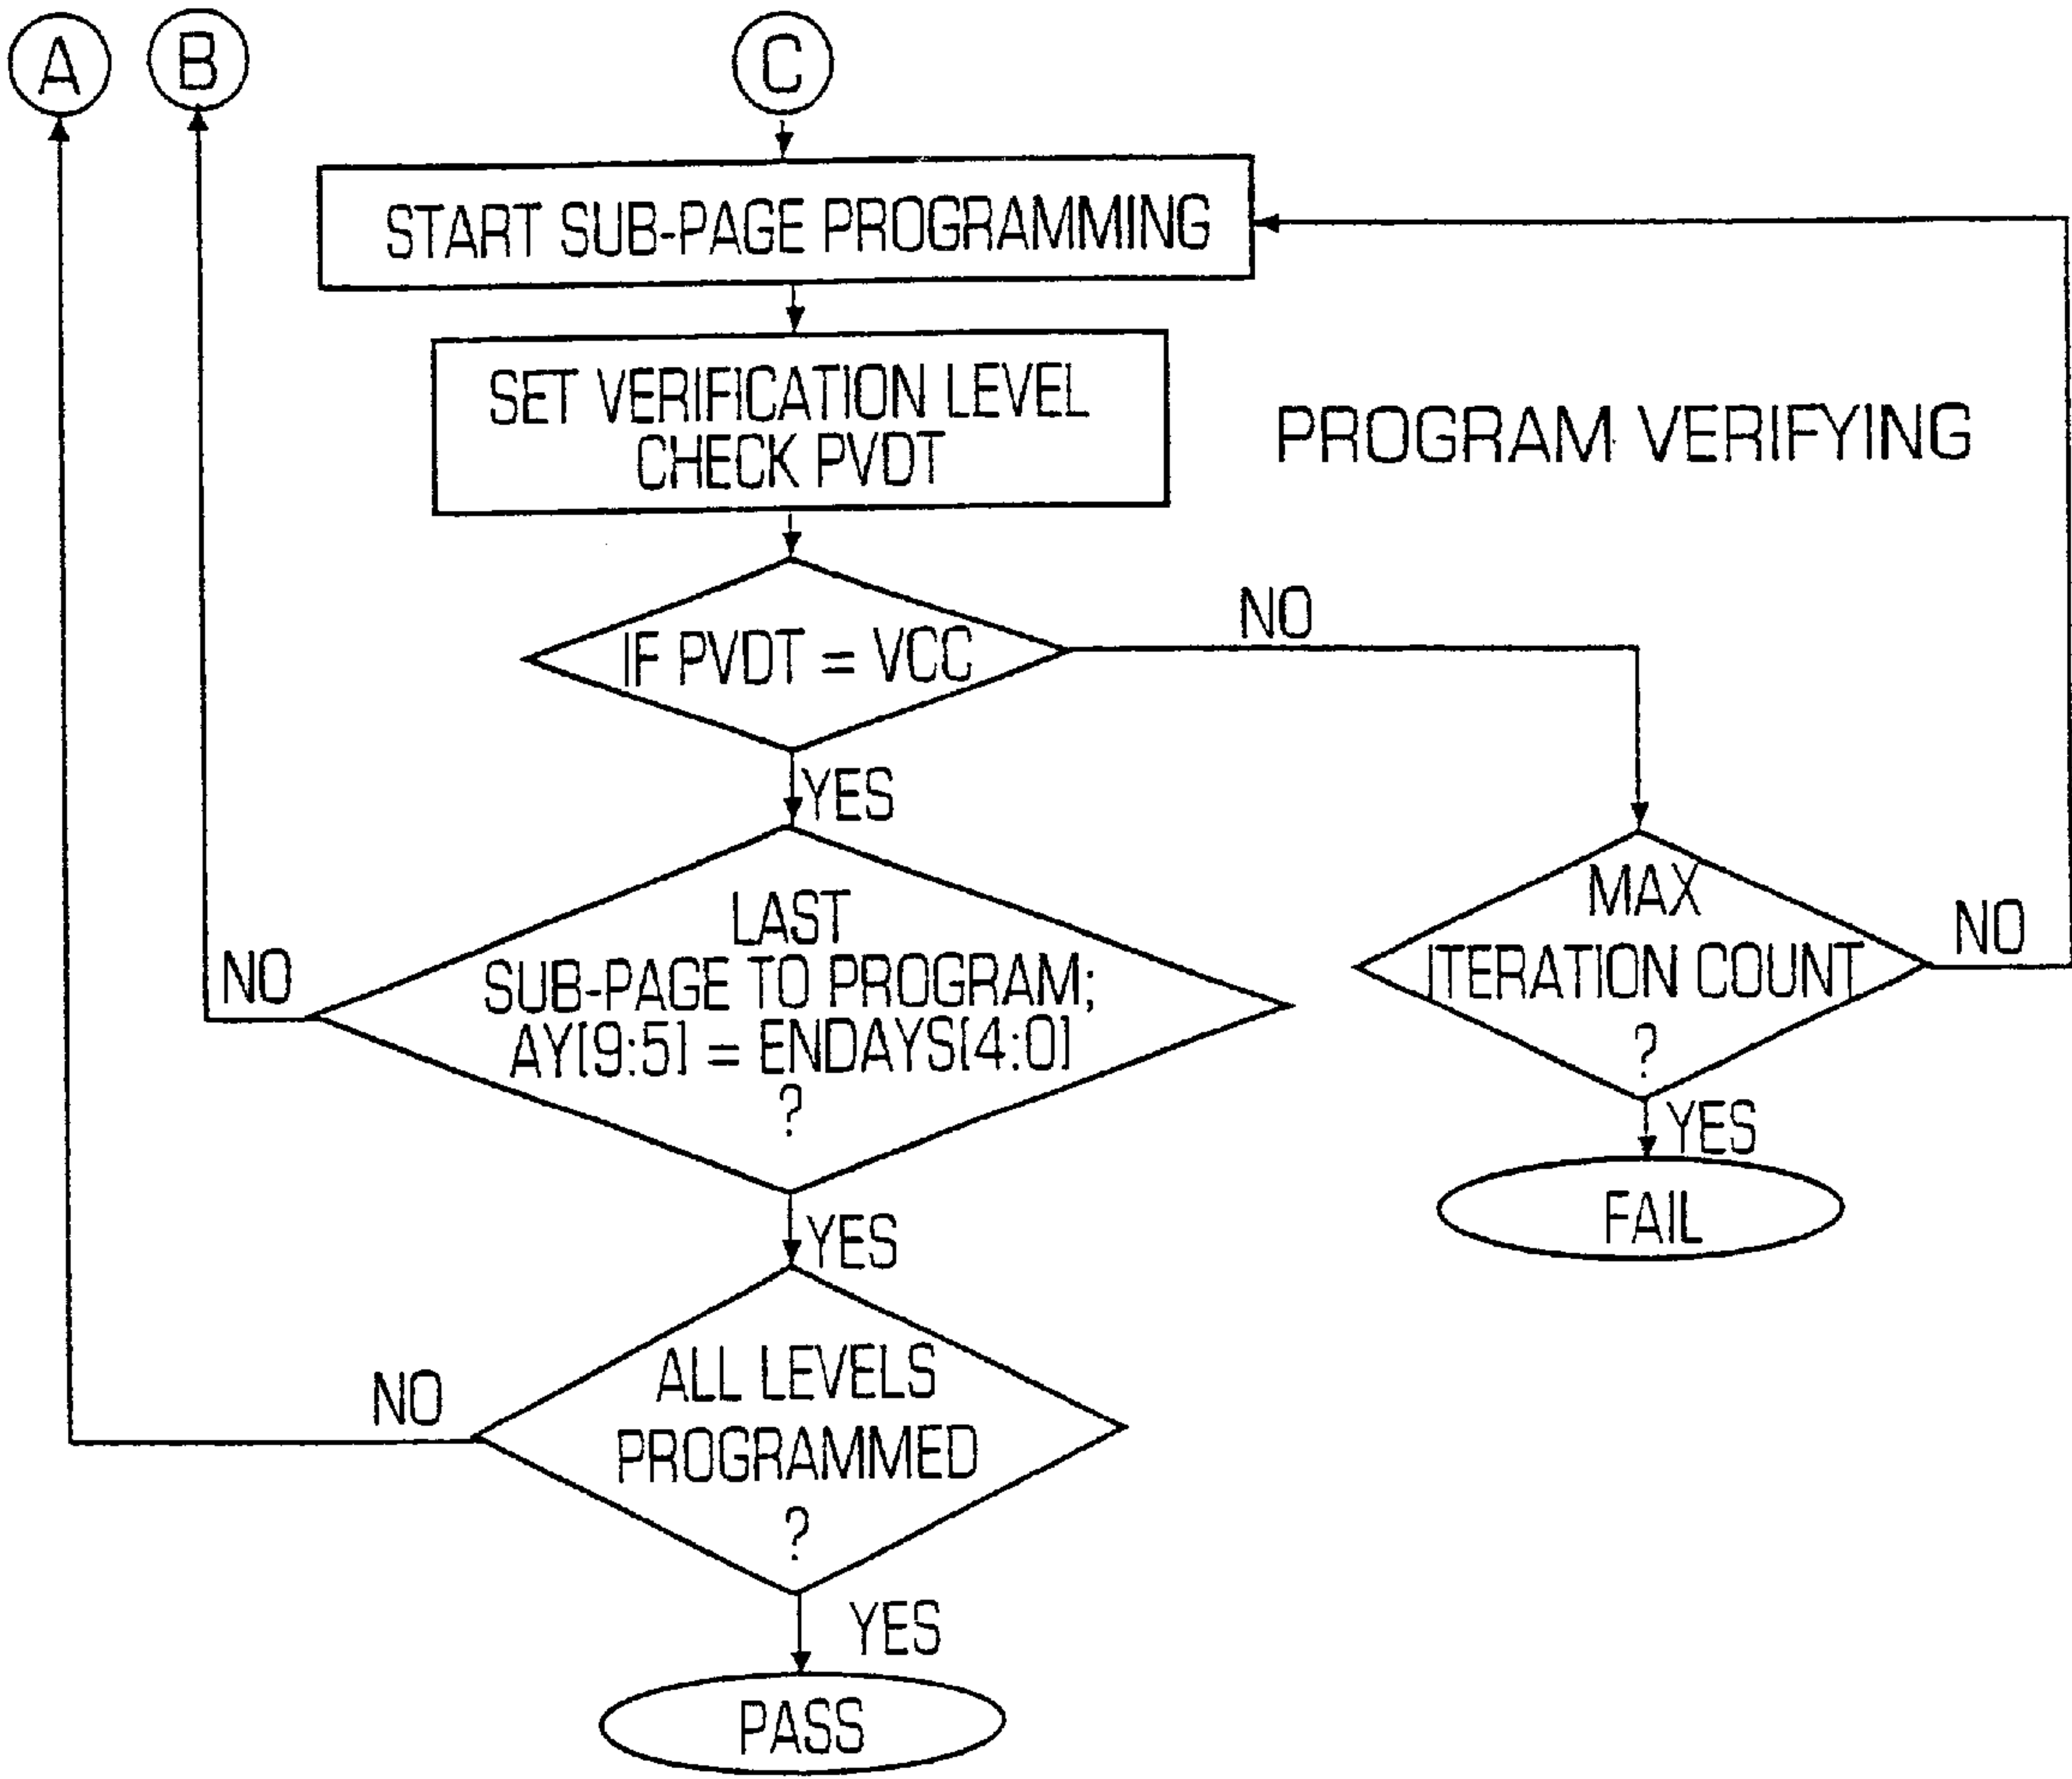 A
B
C
START SUB-PAGE PROGRAMMING
SET VERIFICATION LEVEL
CHECK PVDT
PROGRAM VERIFYING
IF PVDT = VCC
NO
YES
LAST
SUB-PAGE TO PROGRAM;
AY[9:5] = ENDAYS[4:0]
?
NO
MAX
ITERATION COUNT
?
NO
YES
FAIL
YES
ALL LEVELS
PROGRAMMED
?
NO
YES
PASS